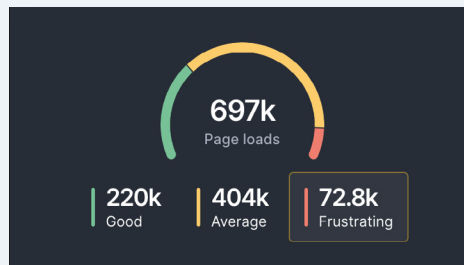 697k
Page loads
220k
Good
404k
Average
72.8k
Frustrating